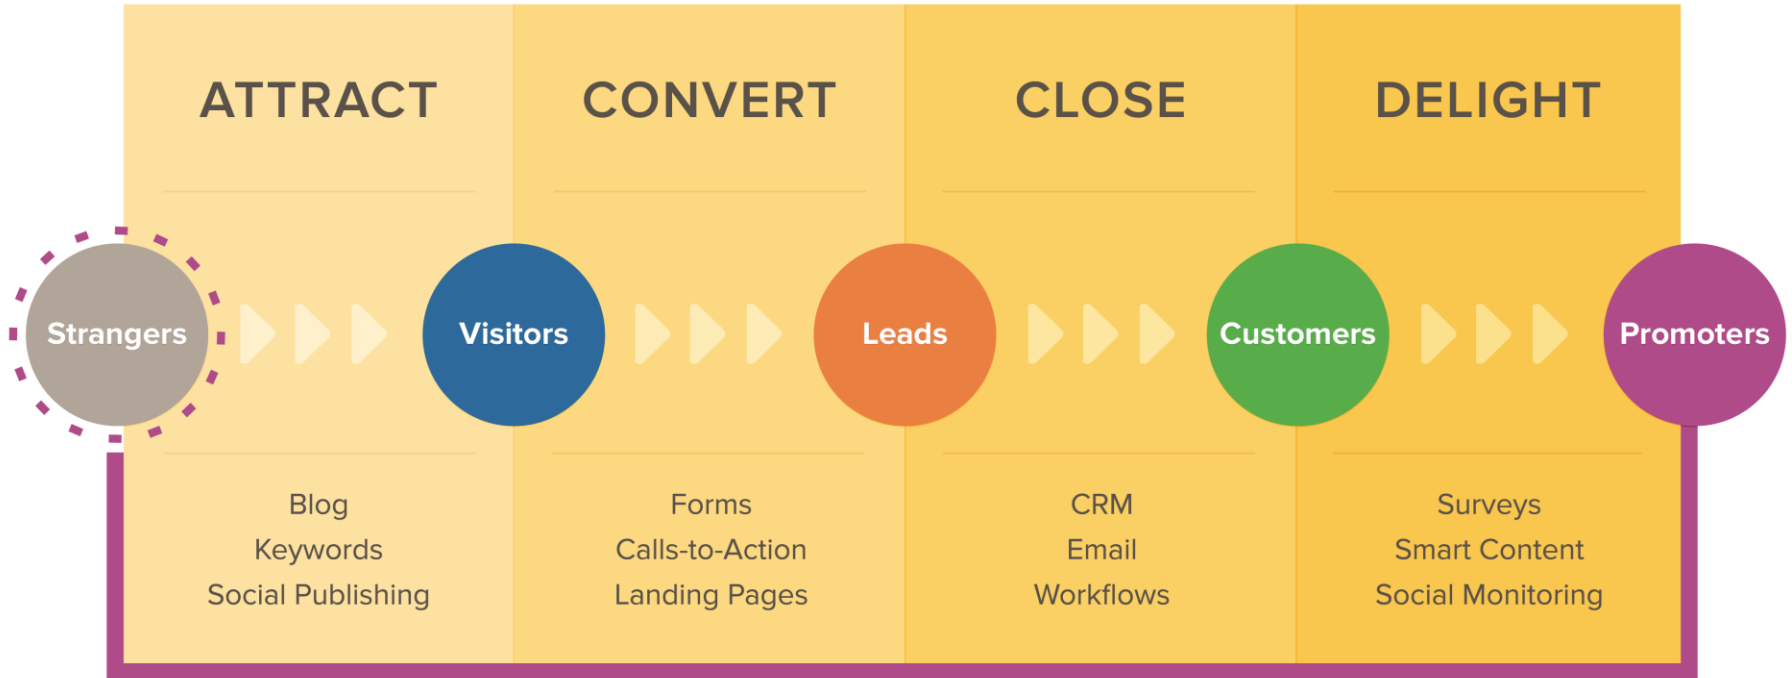 ATTRACT
CONVERT
CLOSE
DELIGHT
Strangers
Visitors
Leads
Customers
Promoters
Blog
Keywords
Social Publishing
Forms
Calls-to-Action
Landing Pages
CRM
Email
Workflows
Surveys
Smart Content
Social Monitoring